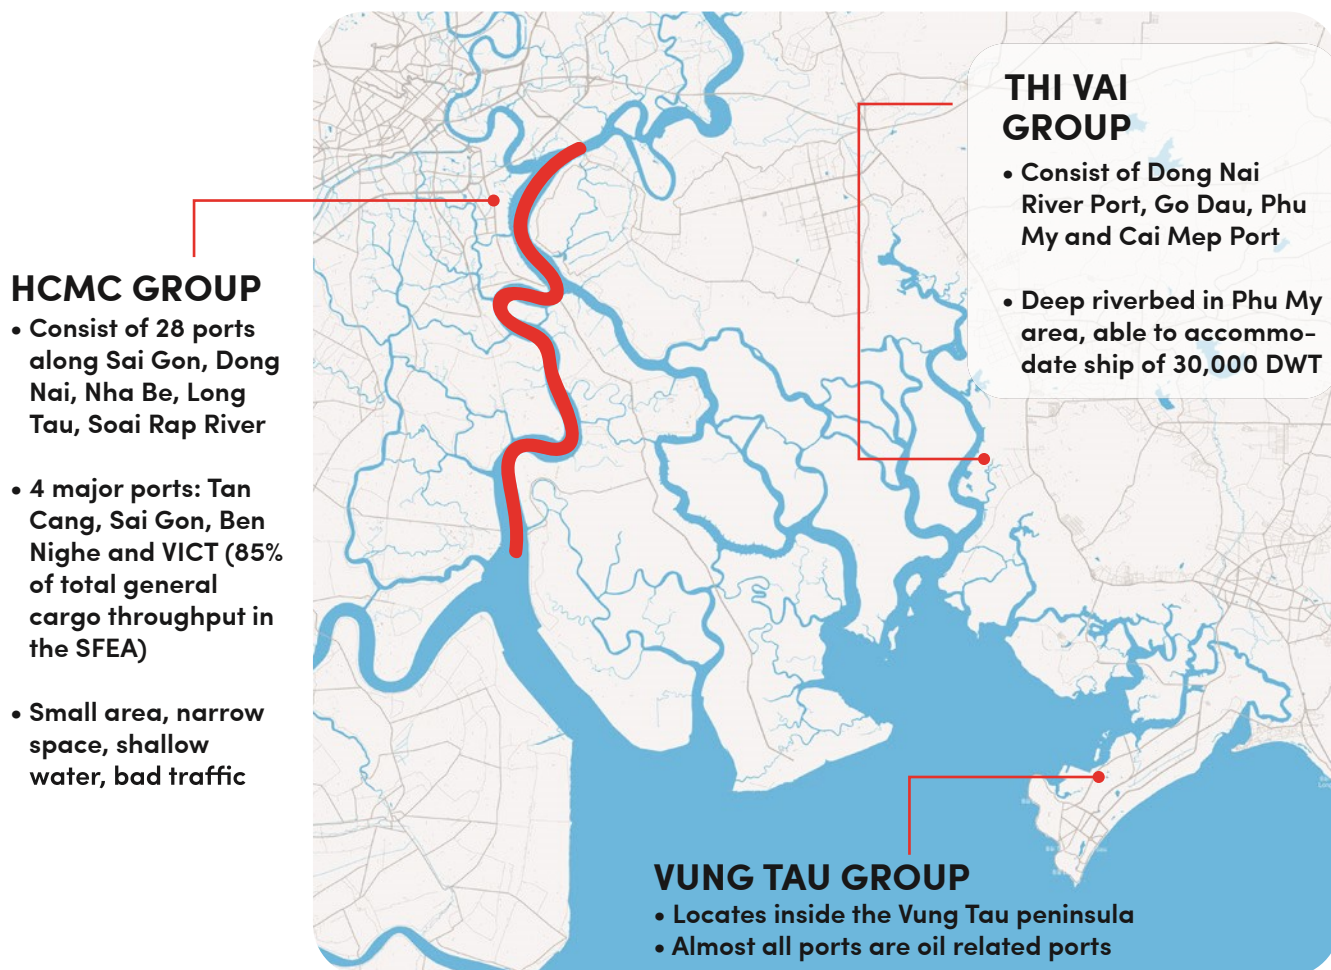 HCMC GROUP
• Consist of 28 ports
along Sai Gon, Dong
Nai, Nha Be, Long
Tau, Soai Rap River
• 4 major ports: Tan
Cang, Sai Gon, Ben
Nighe and VICT (85%
of total general
cargo throughput in
the SFEA)
• Small area, narrow
space, shallow
water, bad traffic
THI VAI
GROUP
• Consist of Dong Nai
River Port, Go Dau, Phu
My and Cai Mep Port
• Deep riverbed in Phu My
area, able to accommo-
date ship of 30,000 DWT
VUNG TAU GROUP
• Locates inside the Vung Tau peninsula
• Almost all ports are oil related ports